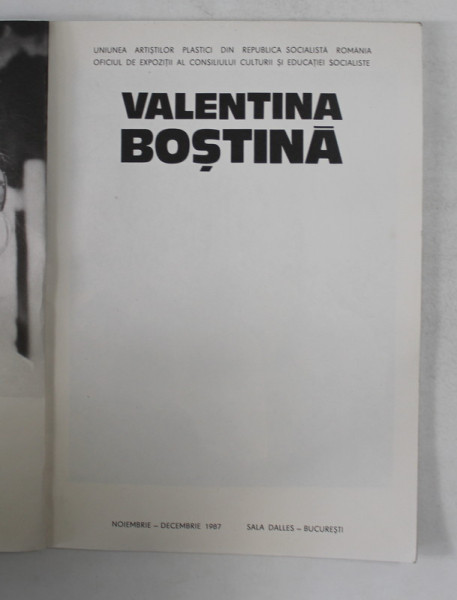 UNIUNEA ARTIȘTILOR PLASTICI DIN REPUBLICA SOCIALISTĂ ROMÂNIA
OFICIUL DE EXPOZIȚII AL CONSILIULUI CULTURII ȘI EDUCAȚIEI SOCIALISTE
VALENTINA
BOȘTINĂ
NOIEMBRIE – DECEMBRIE 1987 SALA DALLES – BUCUREȘTI